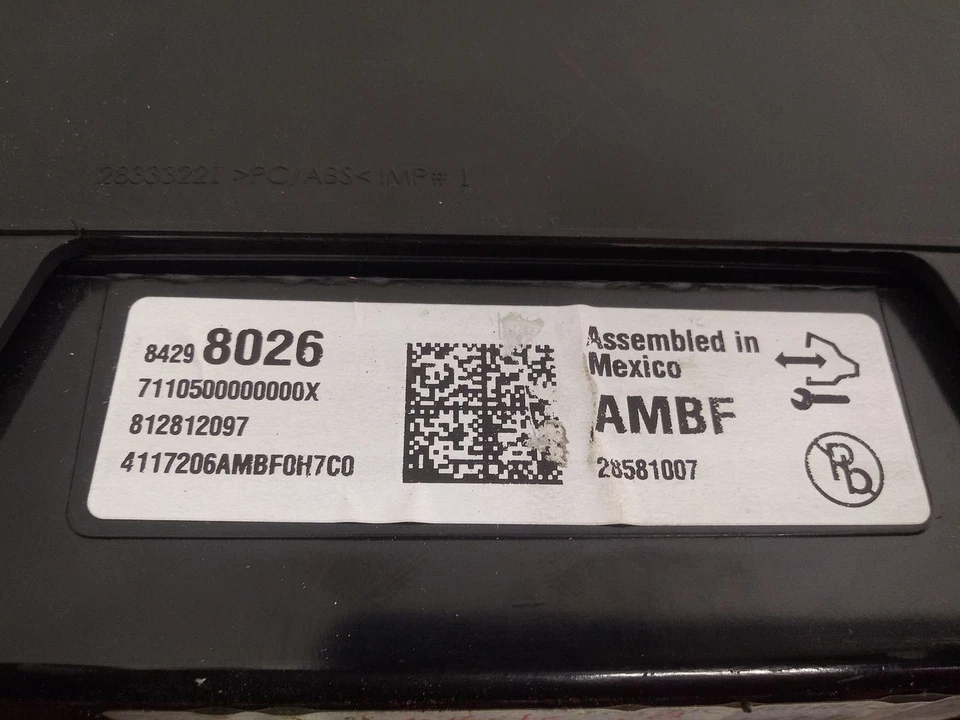 28533221 >PC/ABS< IMP# 1
8429 8026
7110500000000X
812812097
4117206AMBF0H7C0
Assembled in
Mexico
AMBF
28581007
Pb